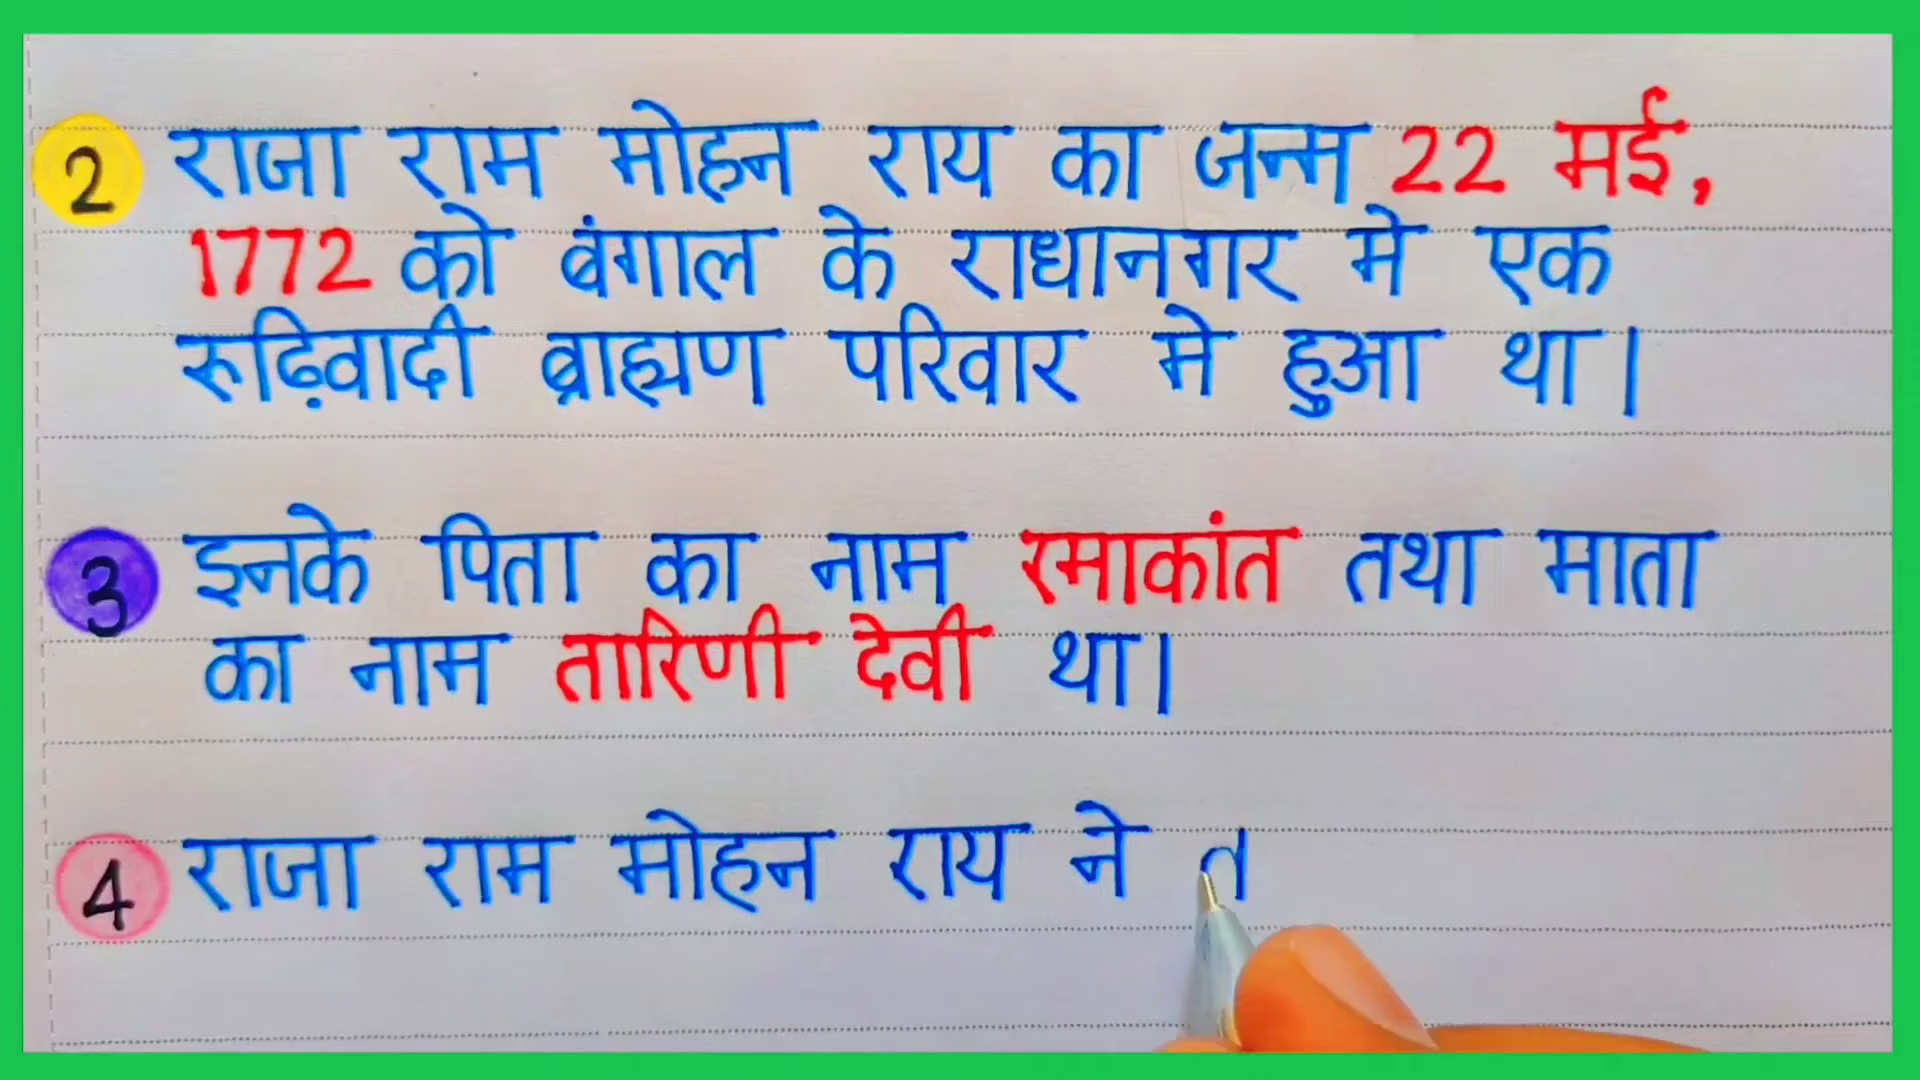 2 राजा राम मोहन राय का जन्म 22 मई,
1772 को बंगाल के राधानगर मे एक
रूढ़िवादी ब्राह्मण परिवार मे हुआ था।
3 इनके पिता का नाम रमाकांत तथा माता
का नाम तारिणी देवी था।
4 राजा राम मोहन राय ने त